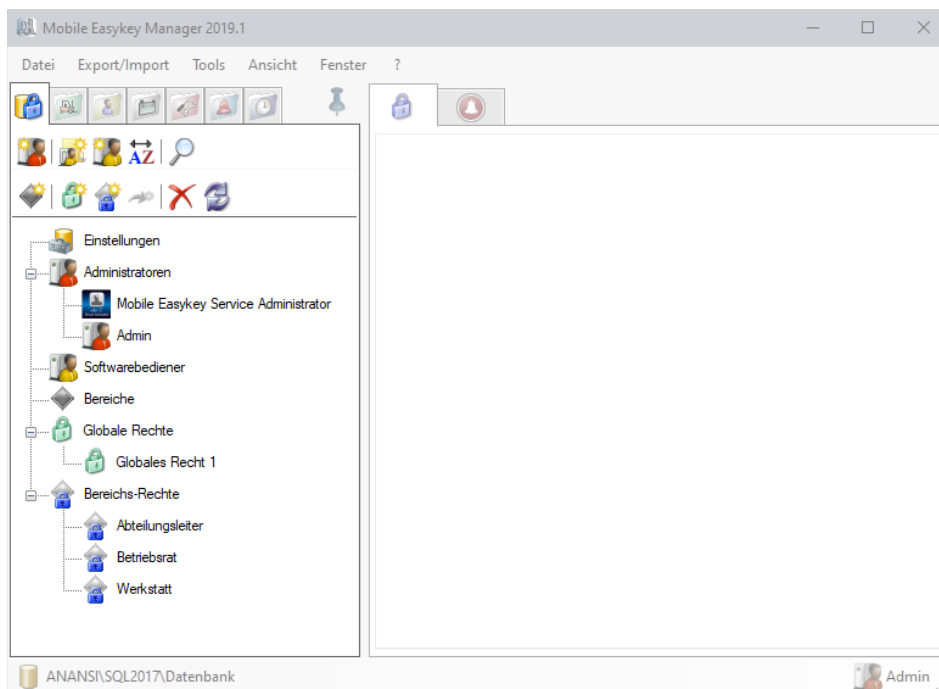 Mobile Easykey Manager 2019.1
Datei Export/Import Tools Ansicht Fenster ?
AZ
Einstellungen
Administratoren
Mobile Easykey Service Administrator
Admin
Softwarebediener
Bereiche
Globale Rechte
Globales Recht 1
Bereichs-Rechte
Abteilungsleiter
Betriebsrat
Werkstatt
ANANSI\SQL2017\Datenbank Admin